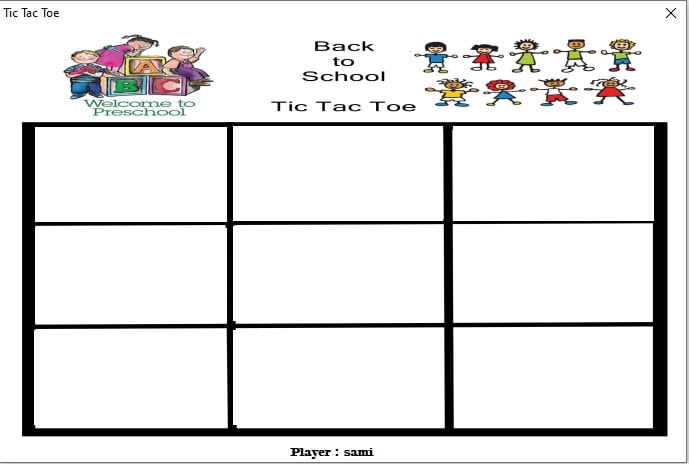 Tic Tac Toe
A
B C
Welcome to
Preschool
Back
to
School
Tic Tac Toe
Player : sami